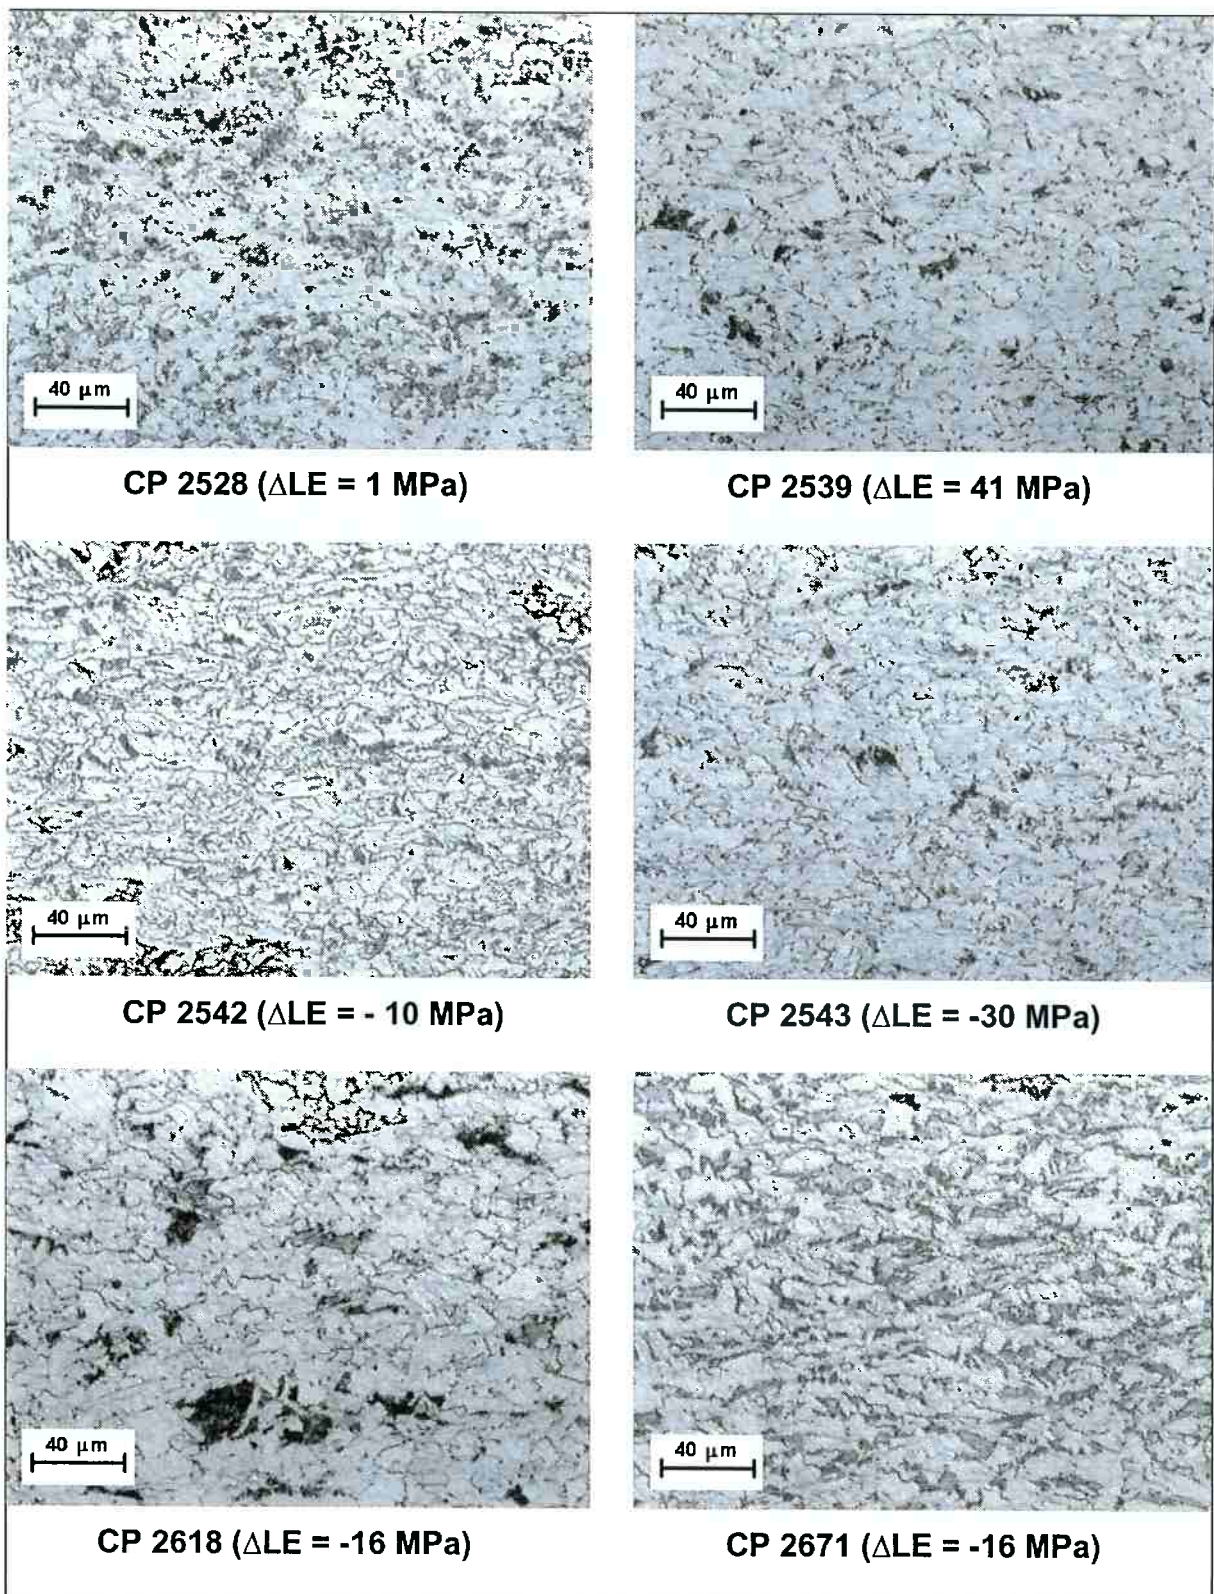 40 μm
40 μm
CP 2528 (ΔLE = 1 MPa)
CP 2539 (ΔLE = 41 MPa)
40 μm
40 μm
CP 2542 (ΔLE = - 10 MPa)
CP 2543 (ΔLE = -30 MPa)
40 μm
40 μm
CP 2618 (ΔLE = -16 MPa)
CP 2671 (ΔLE = -16 MPa)